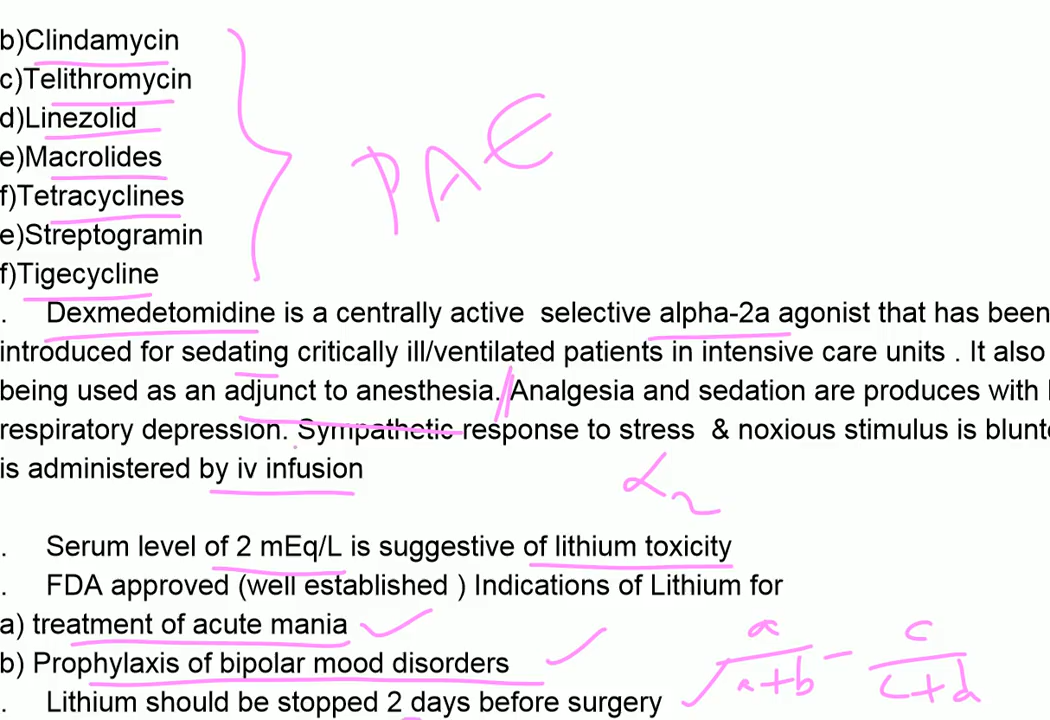 b)Clindamycin
c)Telithromycin
d)Linezolid
e)Macrolides
f)Tetracyclines
e)Streptogramin
f)Tigecycline
PAE
. Dexmedetomidine is a centrally active selective alpha-2a agonist that has been
introduced for sedating critically ill/ventilated patients in intensive care units . It also
being used as an adjunct to anesthesia. Analgesia and sedation are produced with
respiratory depression. Sympathetic response to stress & noxious stimulus is blunt
is administered by iv infusion
α2
. Serum level of 2 mEq/L is suggestive of lithium toxicity
. FDA approved (well established ) Indications of Lithium for
a) treatment of acute mania
b) Prophylaxis of bipolar mood disorders
a/a+b - c/c+d
. Lithium should be stopped 2 days before surgery